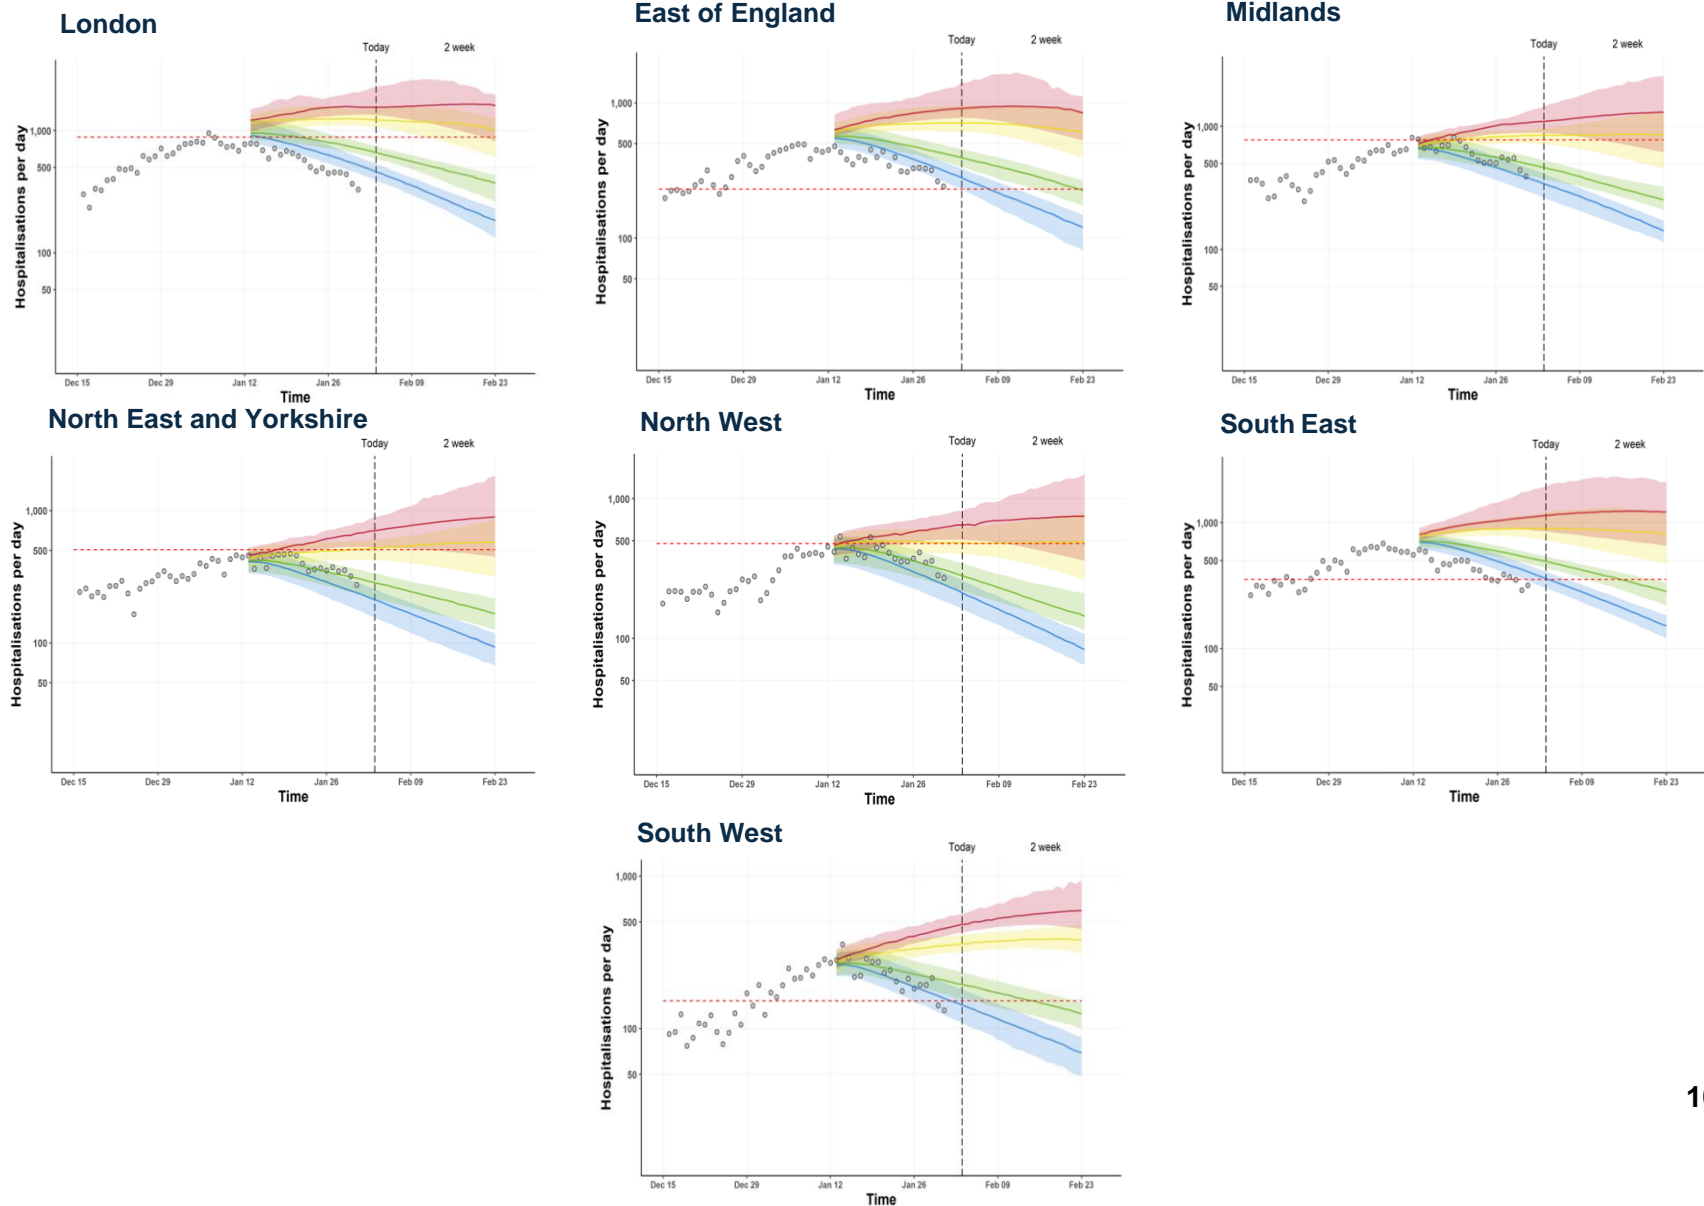 London
Today 2 week
Hospitalisations per day
1,000
500
100
50
Dec 15 Dec 29 Jan 12 Jan 26 Feb 09 Feb 23
Time
East of England
Today 2 week
Hospitalisations per day
1,000
500
100
50
Dec 15 Dec 29 Jan 12 Jan 26 Feb 09 Feb 23
Time
Midlands
Today 2 week
Hospitalisations per day
1,000
500
100
50
Dec 15 Dec 29 Jan 12 Jan 26 Feb 09 Feb 23
Time
North East and Yorkshire
Today 2 week
Hospitalisations per day
1,000
500
100
50
Dec 15 Dec 29 Jan 12 Jan 26 Feb 09 Feb 23
Time
North West
Today 2 week
Hospitalisations per day
1,000
500
100
50
Dec 15 Dec 29 Jan 12 Jan 26 Feb 09 Feb 23
Time
South East
Today 2 week
Hospitalisations per day
1,000
500
100
50
Dec 15 Dec 29 Jan 12 Jan 26 Feb 09 Feb 23
Time
South West
Today 2 week
Hospitalisations per day
1,000
500
100
50
Dec 15 Dec 29 Jan 12 Jan 26 Feb 09 Feb 23
Time